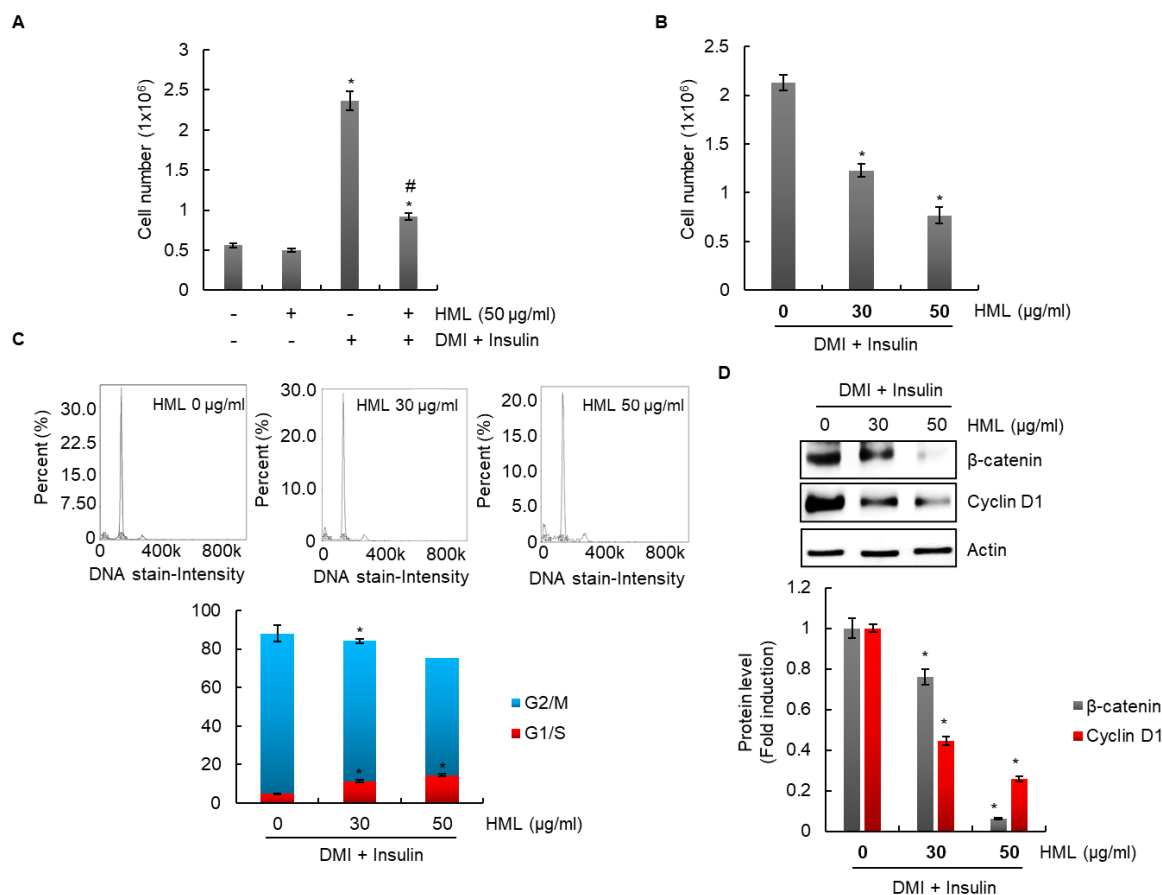 A
Cell number (1x10⁶)
3
2.5
2
1.5
1
0.5
0
*
#
*
- + - + HML (50 µg/ml)
- - + + DMI + Insulin
B
Cell number (1x10⁶)
2.5
2
1.5
1
0.5
0
*
*
0 30 50 HML (µg/ml)
DMI + Insulin
C
HML 0 µg/ml
Percent (%)
30.0
22.5
15.0
7.50
0
0 400k 800k
DNA stain-Intensity
HML 30 µg/ml
Percent (%)
30.0
20.0
10.0
0
0 400k 800k
DNA stain-Intensity
HML 50 µg/ml
Percent (%)
20.0
15.0
10.0
5.0
0
0 400k 800k
DNA stain-Intensity
100
80
60
40
20
0
*
*
*
G2/M
G1/S
0 30 50 HML (µg/ml)
DMI + Insulin
D
DMI + Insulin
0 30 50 HML (µg/ml)
β-catenin
Cyclin D1
Actin
Protein level
(Fold induction)
1.2
1
0.8
0.6
0.4
0.2
0
*
*
*
*
β-catenin
Cyclin D1
0 30 50 HML (µg/ml)
DMI + Insulin